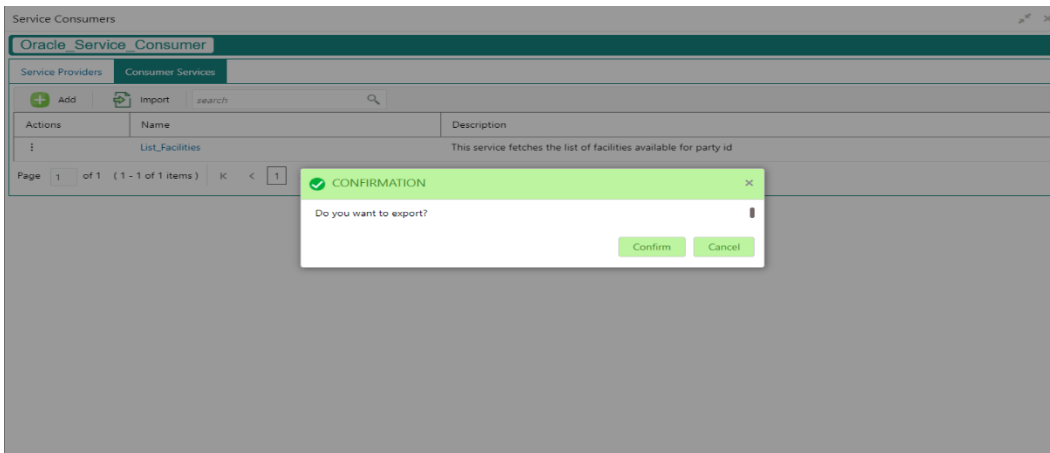 Service Consumers
Oracle_Service_Consumer
Service Providers Consumer Services
Add Import search
Actions Name Description
List_Facilities This service fetches the list of facilities available for party id
Page 1 of 1 (1 - 1 of 1 items) K < 1
CONFIRMATION
Do you want to export?
Confirm Cancel